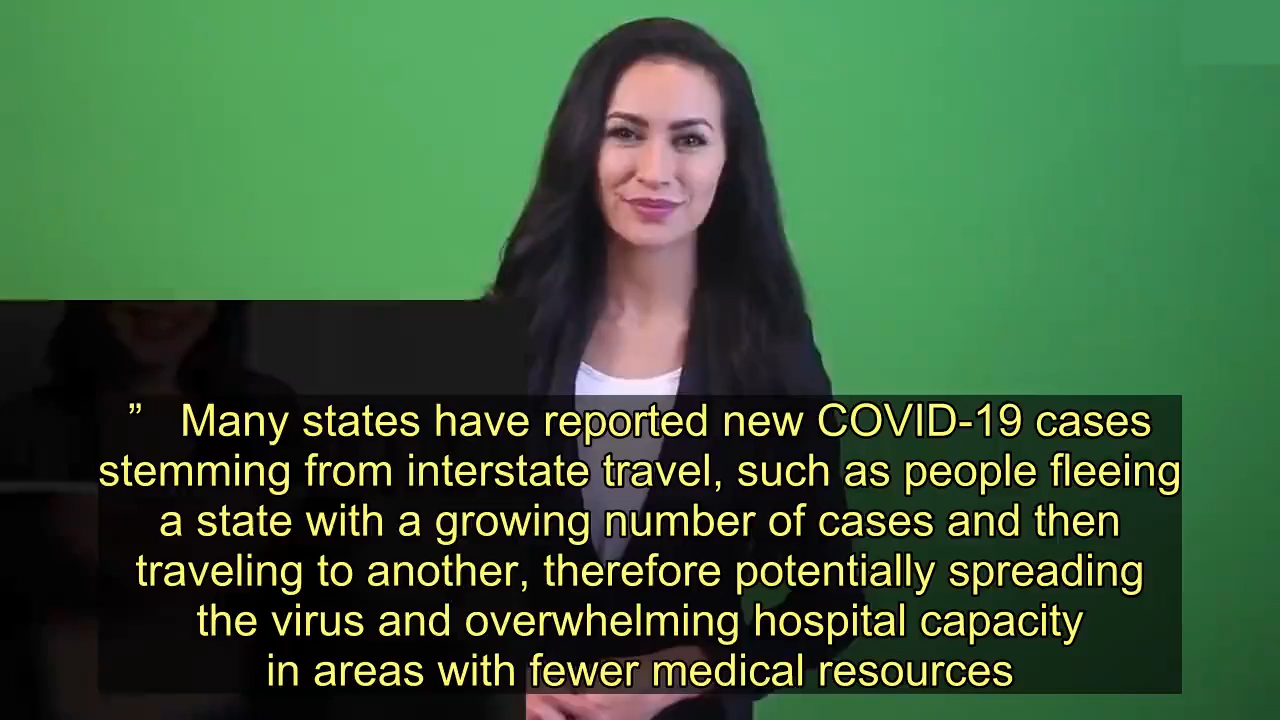 ” Many states have reported new COVID-19 cases
stemming from interstate travel, such as people fleeing
a state with a growing number of cases and then
traveling to another, therefore potentially spreading
the virus and overwhelming hospital capacity
in areas with fewer medical resources